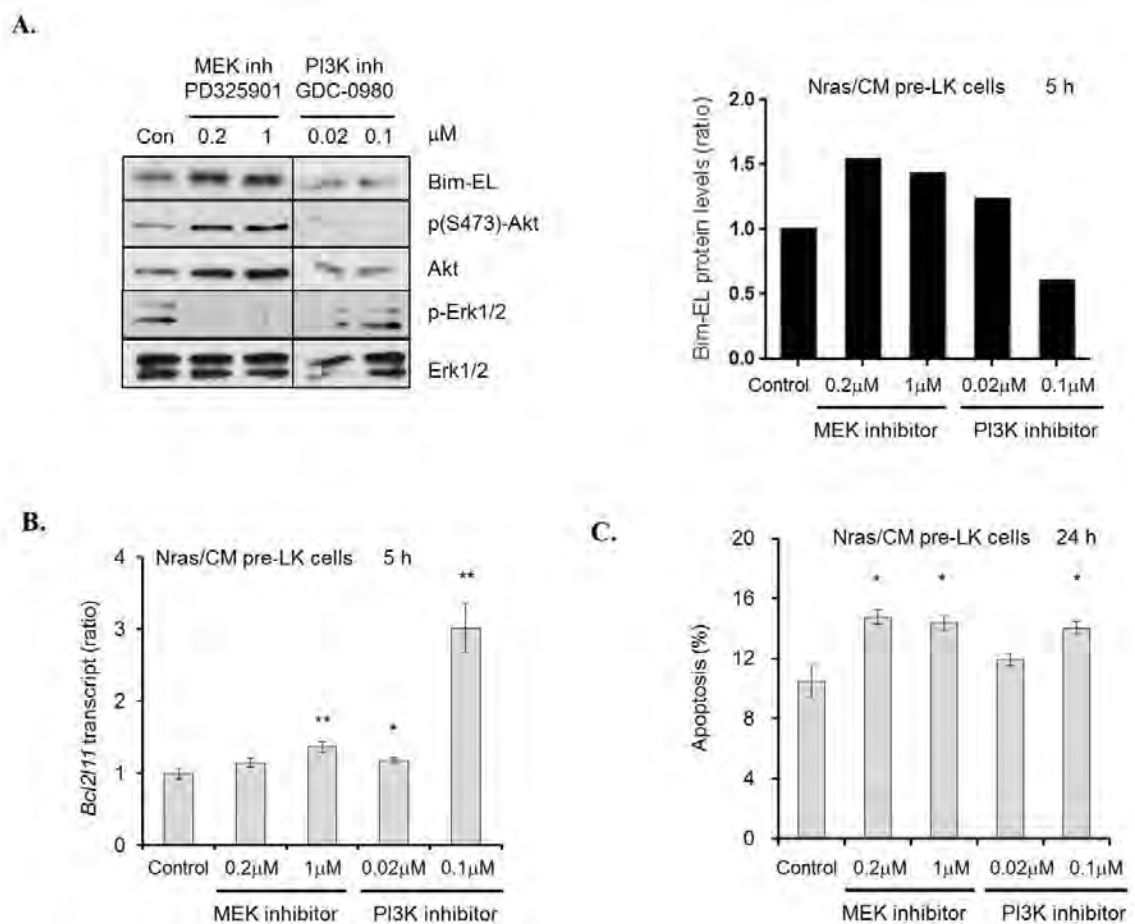 A.
MEK inh PI3K inh
PD325901 GDC-0980
Con 0.2 1 0.02 0.1 μM
Bim-EL
p(S473)-Akt
Akt
p-Erk1/2
Erk1/2
Nras/CM pre-LK cells 5 h
Bim-EL protein levels (ratio)
2.0
1.5
1.0
0.5
0.0
Control 0.2μM 1μM 0.02μM 0.1μM
MEK inhibitor PI3K inhibitor
B.
Nras/CM pre-LK cells 5 h
Bcl2l11 transcript (ratio)
4
3
2
1
0
** * **
Control 0.2μM 1μM 0.02μM 0.1μM
MEK inhibitor PI3K inhibitor
C.
Nras/CM pre-LK cells 24 h
Apoptosis (%)
20
16
12
8
4
0
* * *
Control 0.2μM 1μM 0.02μM 0.1μM
MEK inhibitor PI3K inhibitor